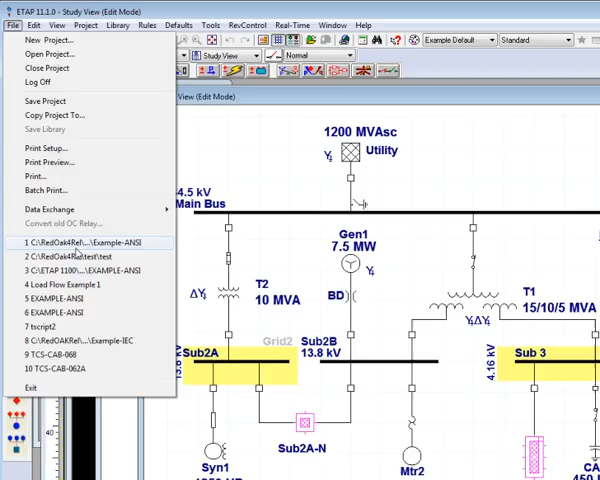 ETAP 11.1.0 - Study View (Edit Mode)
File Edit View Project Library Rules Defaults Tools RevControl Real-Time Window Help
Example Default Standard
Study View Normal
View (Edit Mode)
New Project...
Open Project...
Close Project
Log Off
Save Project
Copy Project To...
Save Library
Print Setup...
Print Preview...
Print...
Batch Print...
Data Exchange
Convert old OC Relay...
1 C:\RedOak4Rel\...\Example-ANSI
2 C:\RedOak4Rel\test\test
3 C:\ETAP 1100\...\EXAMPLE-ANSI
4 Load Flow Example 1
5 EXAMPLE-ANSI
6 EXAMPLE-ANSI
7 tscript2
8 C:\RedOAKRel\...\Example-IEC
9 TCS-CAB-068
10 TCS-CAB-062A
Exit
40
1200 MVAsc
Utility
4.5 kV
Main Bus
Gen1
7.5 MW
T2
10 MVA
BD
T1
15/10/5 MVA
Grid2
Sub2A
Sub2B
13.8 kV
13.8 kV
4.16 kV
Sub 3
Sub2A-N
Syn1
1250 HP
Mtr2
CA
450